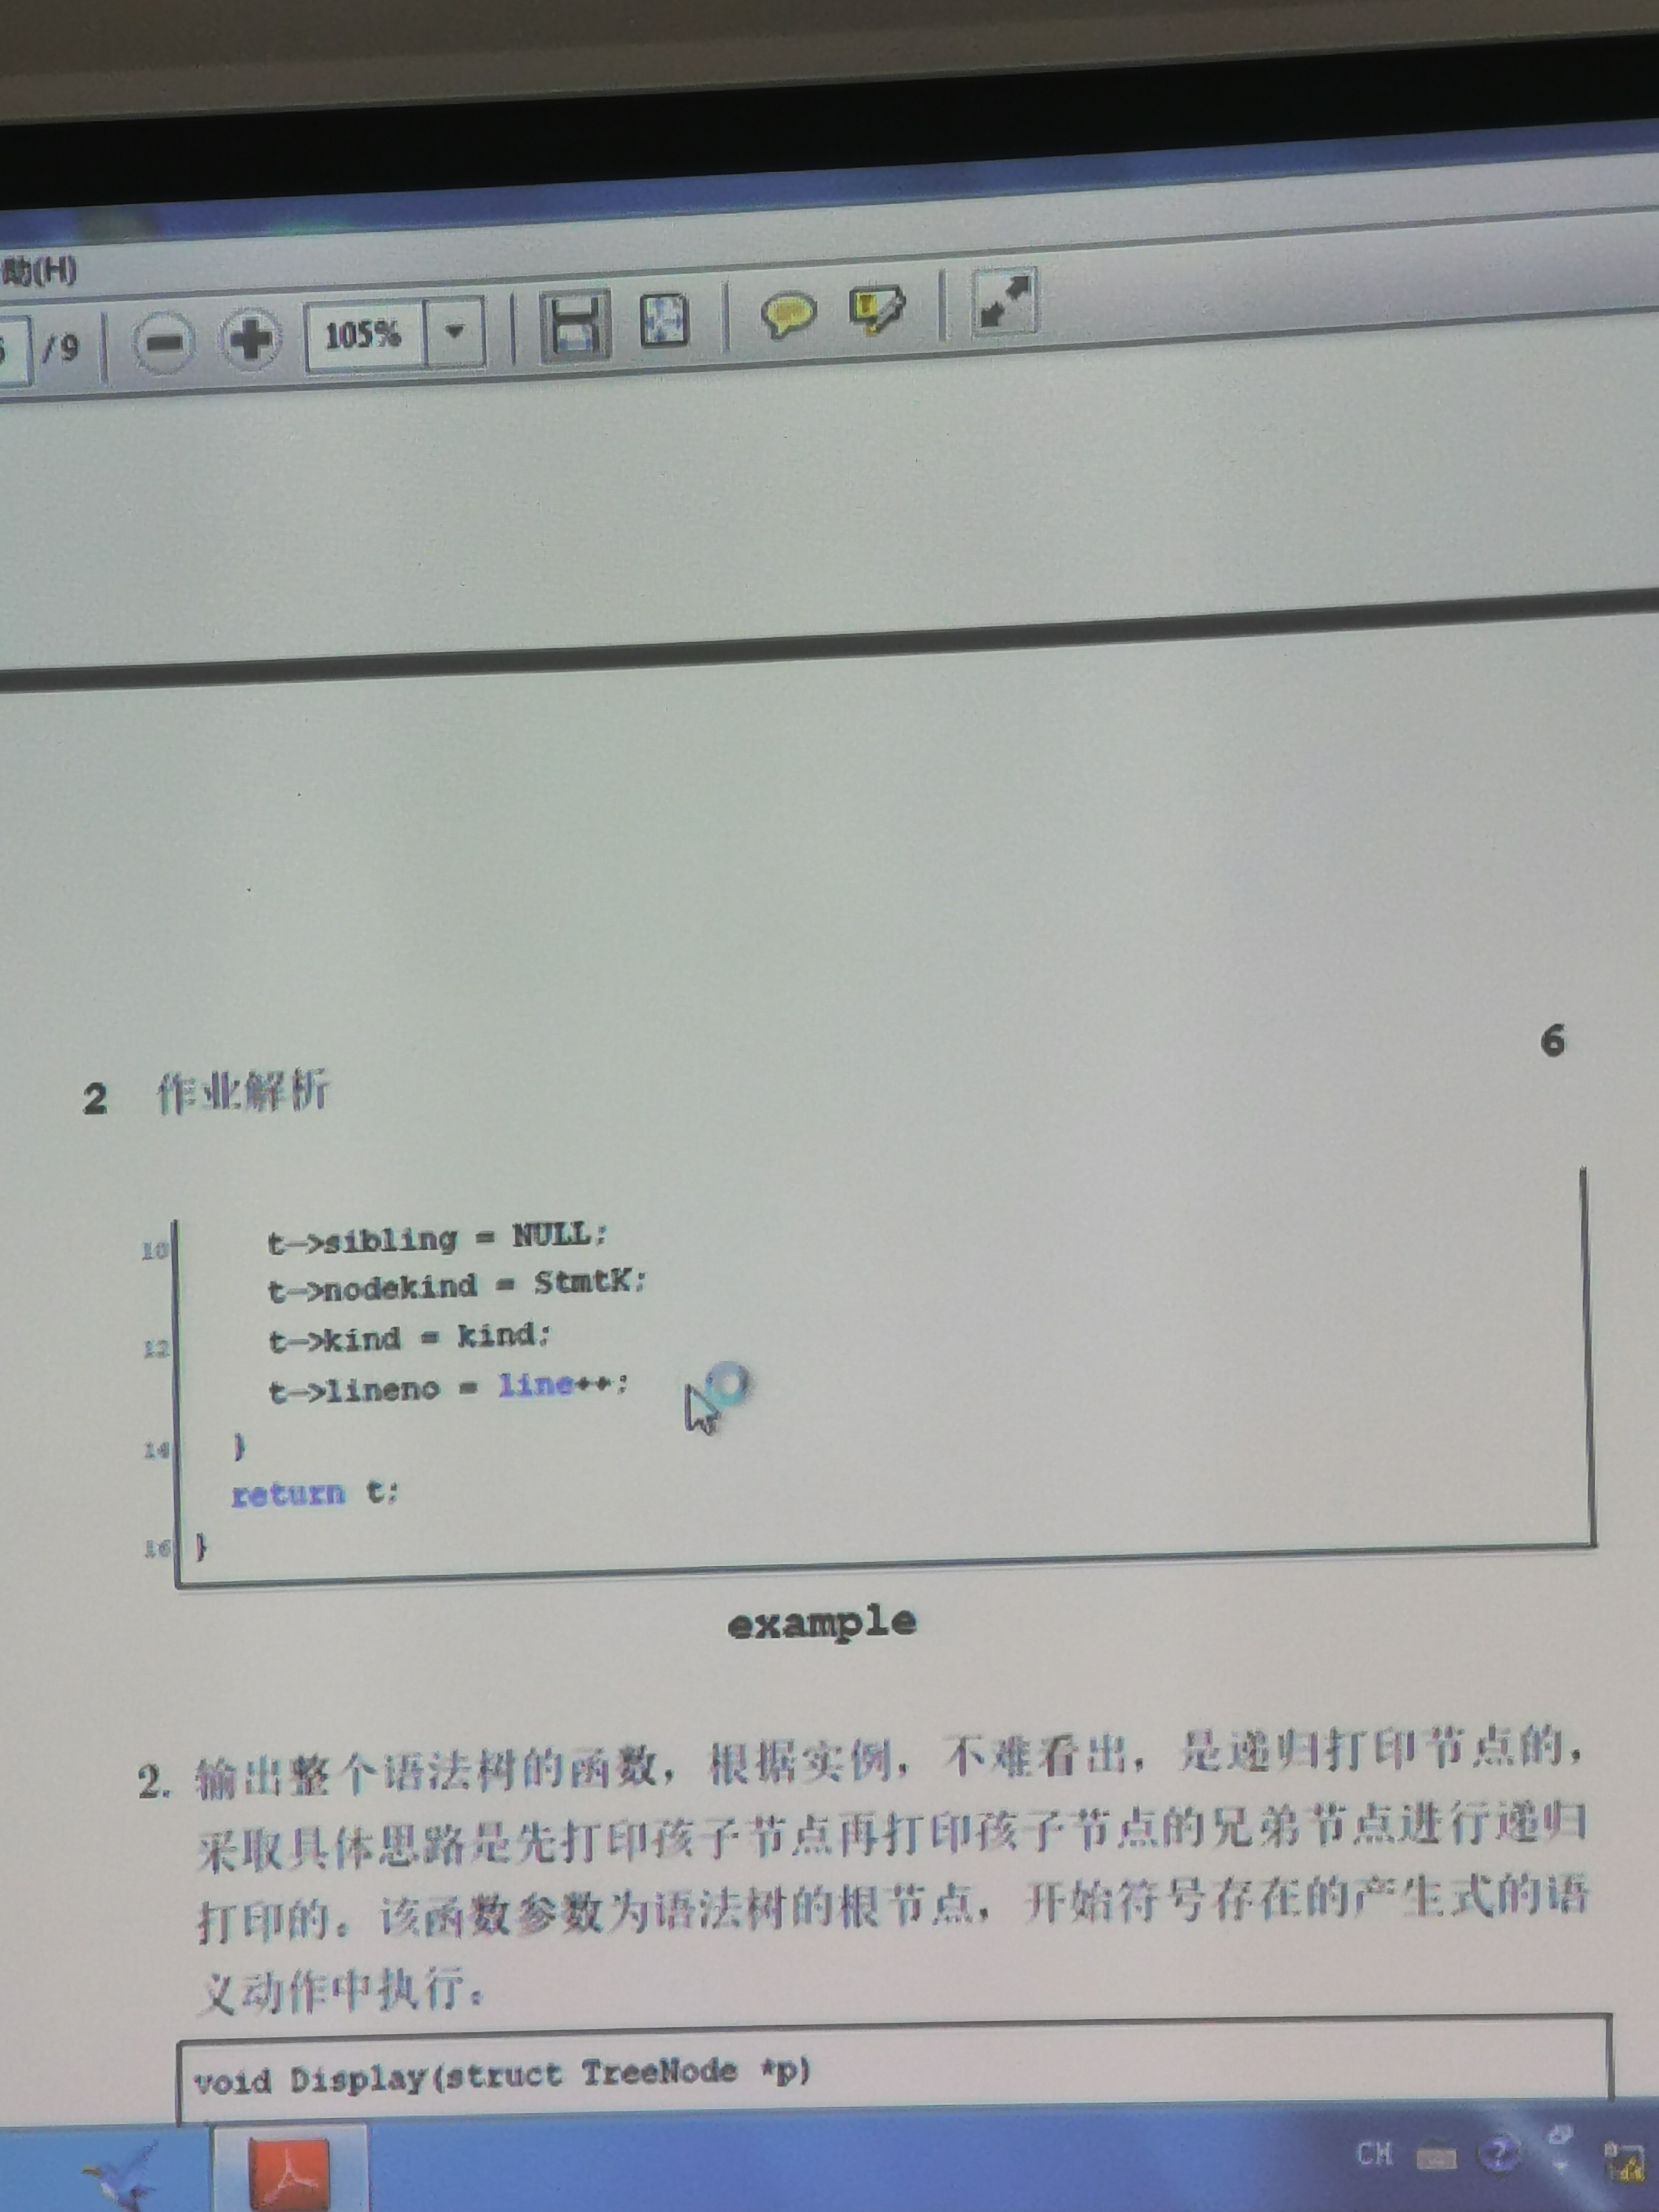 助(H)
/9 105%
6
2 作业解析
10 t->sibling = NULL;
t->nodekind = StmtK;
12 t->kind = kind;
t->lineno = line++;
14 }
return t;
16 }
example
2. 输出整个语法树的函数，根据实例，不难看出，是递归打印节点的，
采取具体思路是先打印孩子节点再打印孩子节点的兄弟节点进行递归
打印的。该函数参数为语法树的根节点，开始符号存在的产生式的语
义动作中执行。
void Display(struct TreeNode *p)
CH